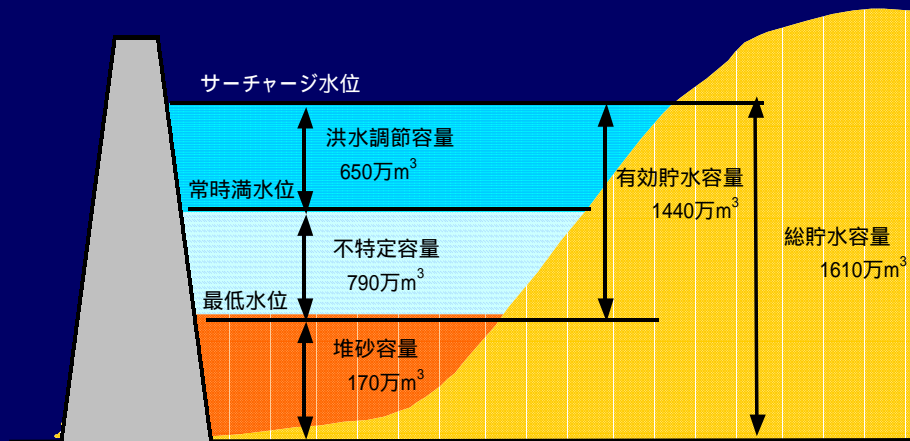 サーチャージ水位
洪水調節容量
650万m³
常時満水位
有効貯水容量
1440万m³
総貯水容量
1610万m³
不特定容量
790万m³
最低水位
堆砂容量
170万m³